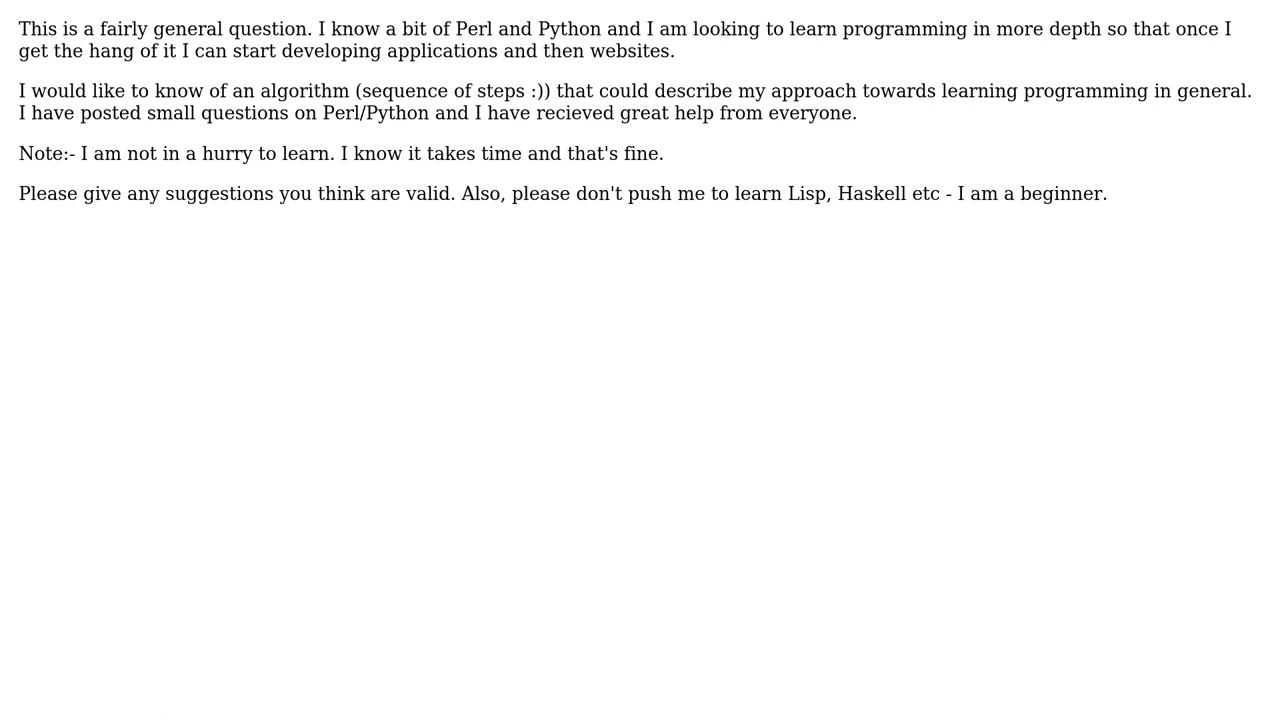 This is a fairly general question. I know a bit of Perl and Python and I am looking to learn programming in more depth so that once I
get the hang of it I can start developing applications and then websites.
I would like to know of an algorithm (sequence of steps :)) that could describe my approach towards learning programming in general.
I have posted small questions on Perl/Python and I have recieved great help from everyone.
Note:- I am not in a hurry to learn. I know it takes time and that's fine.
Please give any suggestions you think are valid. Also, please don't push me to learn Lisp, Haskell etc - I am a beginner.